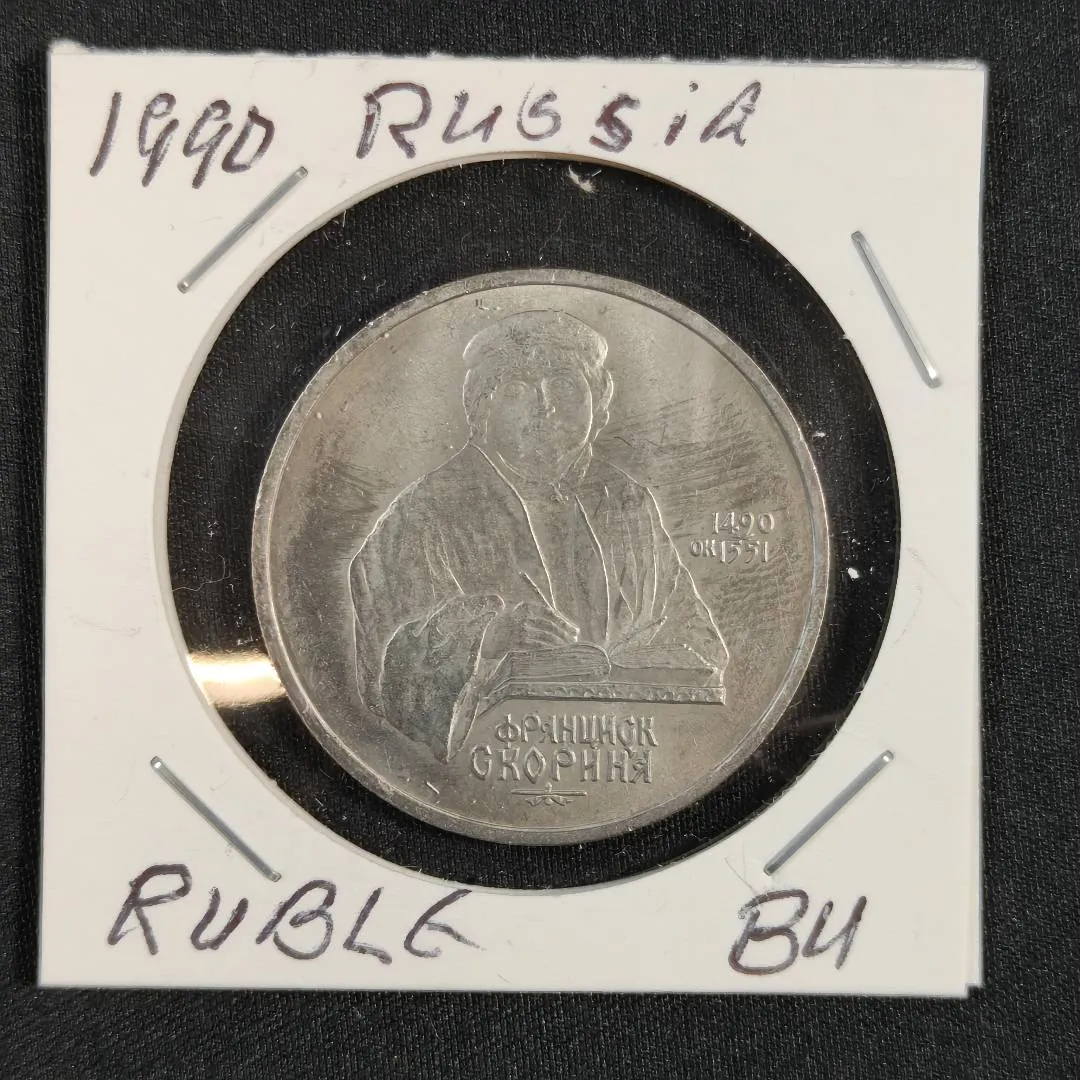 1990 RUSSIA
1490
ОК 1551
ФРАНЦИСК
СКОРИНА
RUBLE BU